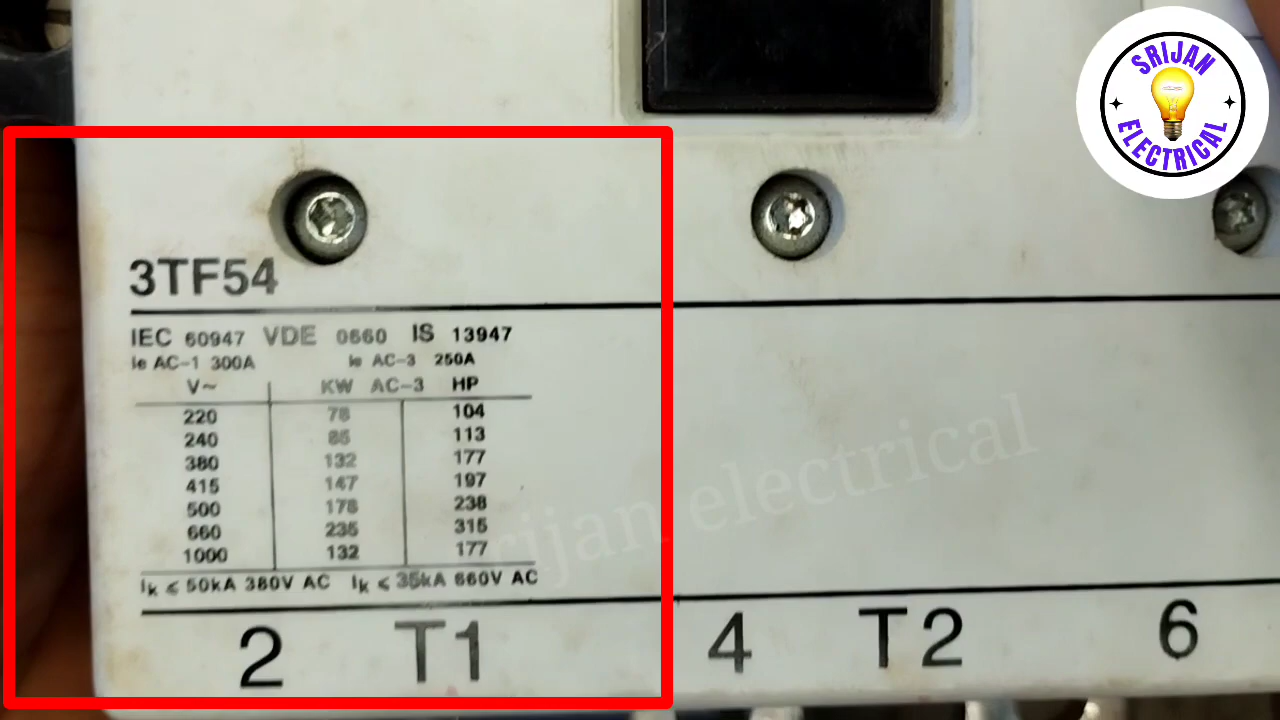 SRIJAN
ELECTRICAL
3TF54
IEC 60947 VDE 0660 IS 13947
Ie AC-1 300A Ie AC-3 250A
V~ KW AC-3 HP
220 78 104
240 85 113
380 132 177
415 147 197
500 178 238
660 235 315
1000 132 177
Ik ≤ 50kA 380V AC Ik ≤ 35kA 660V AC
srijan electrical
2 T1 4 T2 6